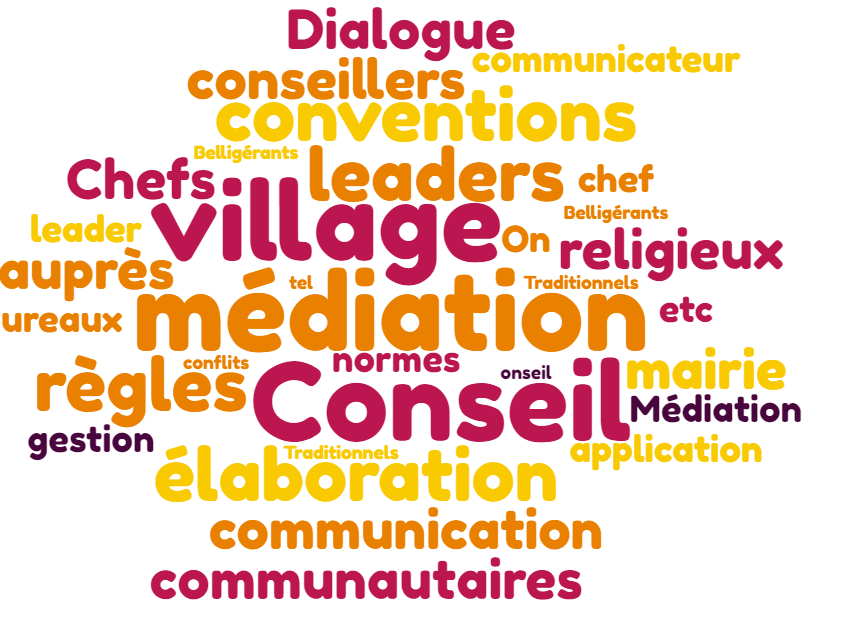 Dialogue
communicateur
conseillers
conventions
Belligérants
leaders
Chefs
chef
village
Belligérants
leader
On
religieux
auprès
tel
Traditionnels
médiation
etc
ureaux
conflits
normes
onseil
mairie
règles
Conseil
Médiation
gestion
Traditionnels
application
élaboration
communication
communautaires